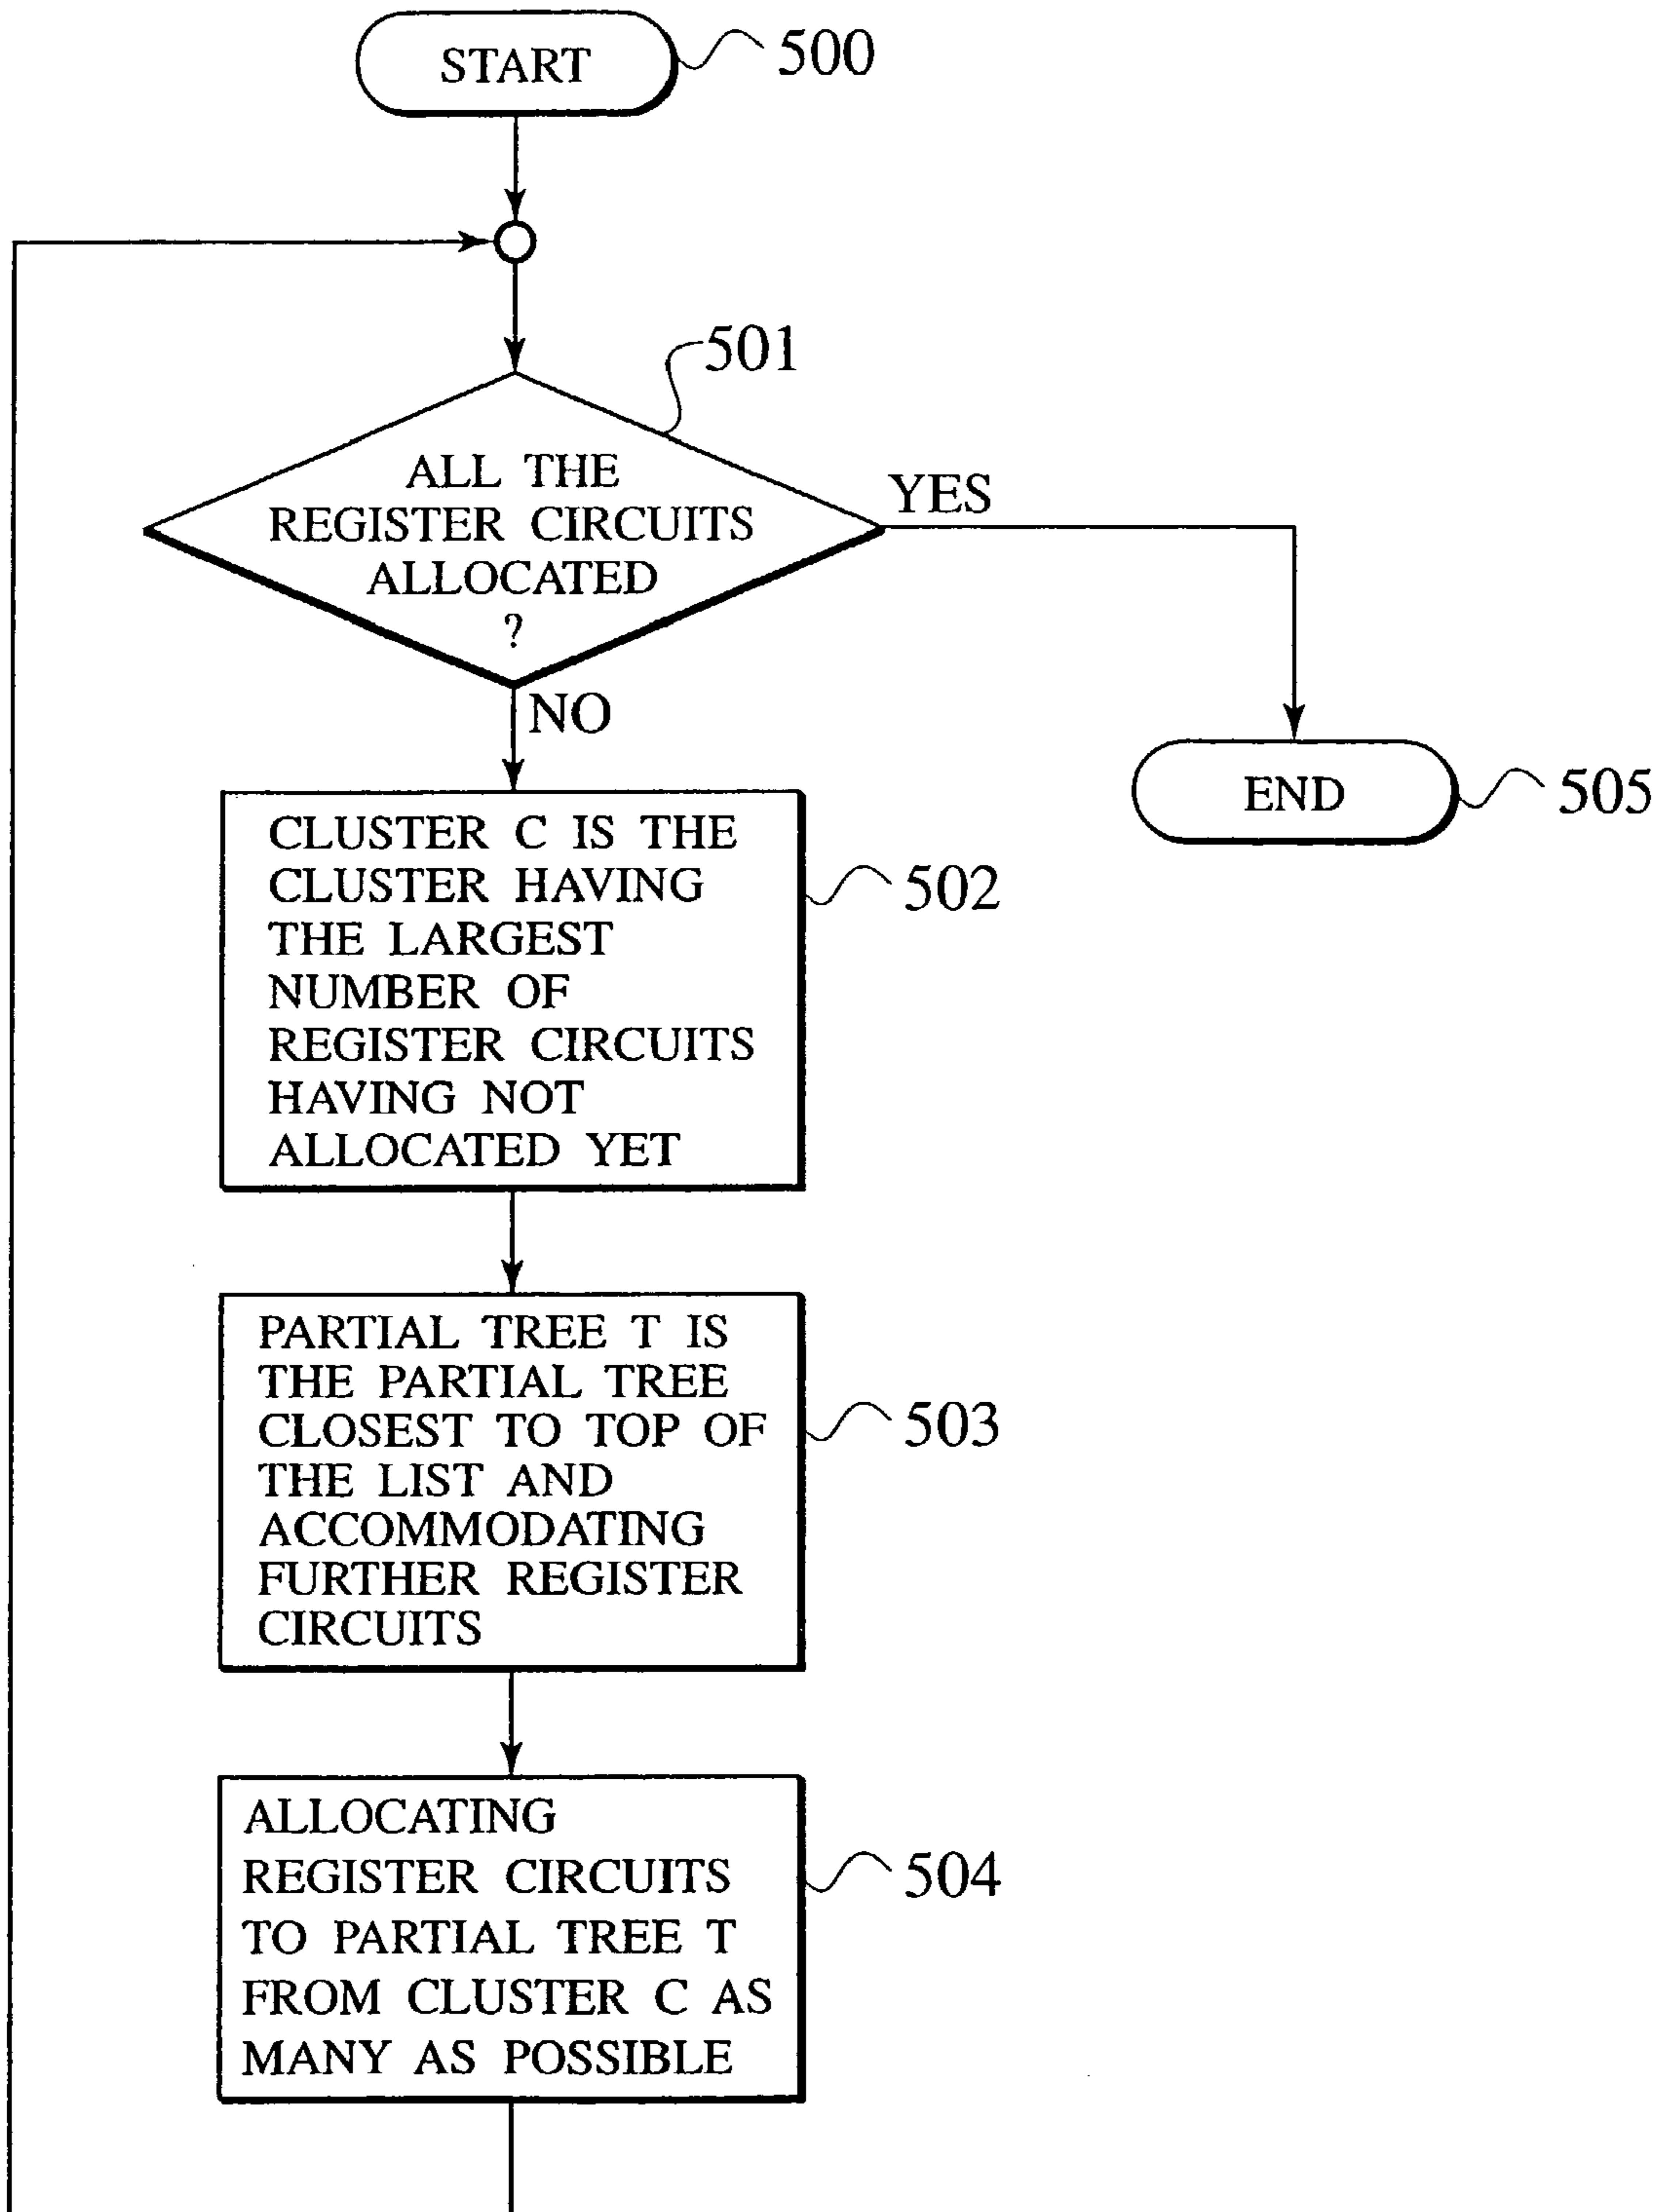 START
500
501
ALL THE
REGISTER CIRCUITS
ALLOCATED
?
YES
NO
END
505
CLUSTER C IS THE
CLUSTER HAVING
THE LARGEST
NUMBER OF
REGISTER CIRCUITS
HAVING NOT
ALLOCATED YET
502
PARTIAL TREE T IS
THE PARTIAL TREE
CLOSEST TO TOP OF
THE LIST AND
ACCOMMODATING
FURTHER REGISTER
CIRCUITS
503
ALLOCATING
REGISTER CIRCUITS
TO PARTIAL TREE T
FROM CLUSTER C AS
MANY AS POSSIBLE
504